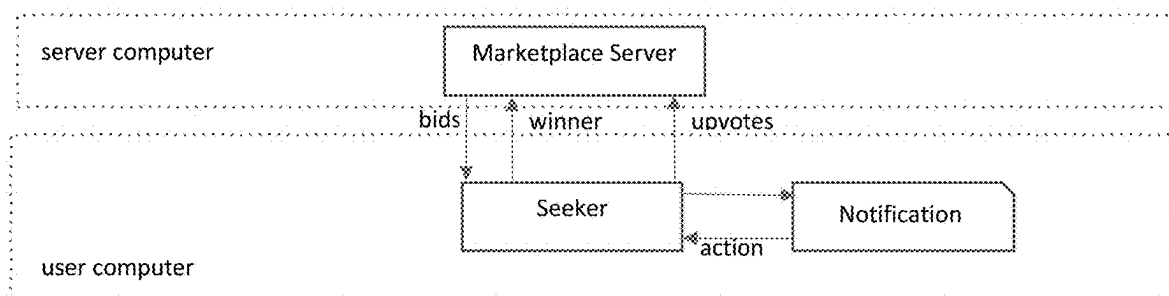 server computer
Marketplace Server
bids
winner
upvotes
Seeker
Notification
action
user computer